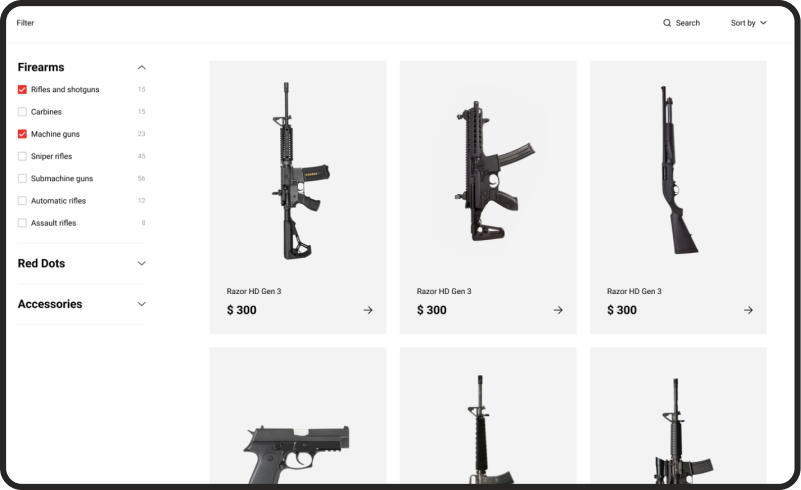 Filter
Search
Sort by
Firearms
Rifles and shotguns 15
Carbines 15
Machine guns 23
Sniper rifles 45
Submachine guns 56
Automatic rifles 12
Assault rifles 8
Red Dots
Accessories
Razor HD Gen 3
$ 300
Razor HD Gen 3
$ 300
Razor HD Gen 3
$ 300